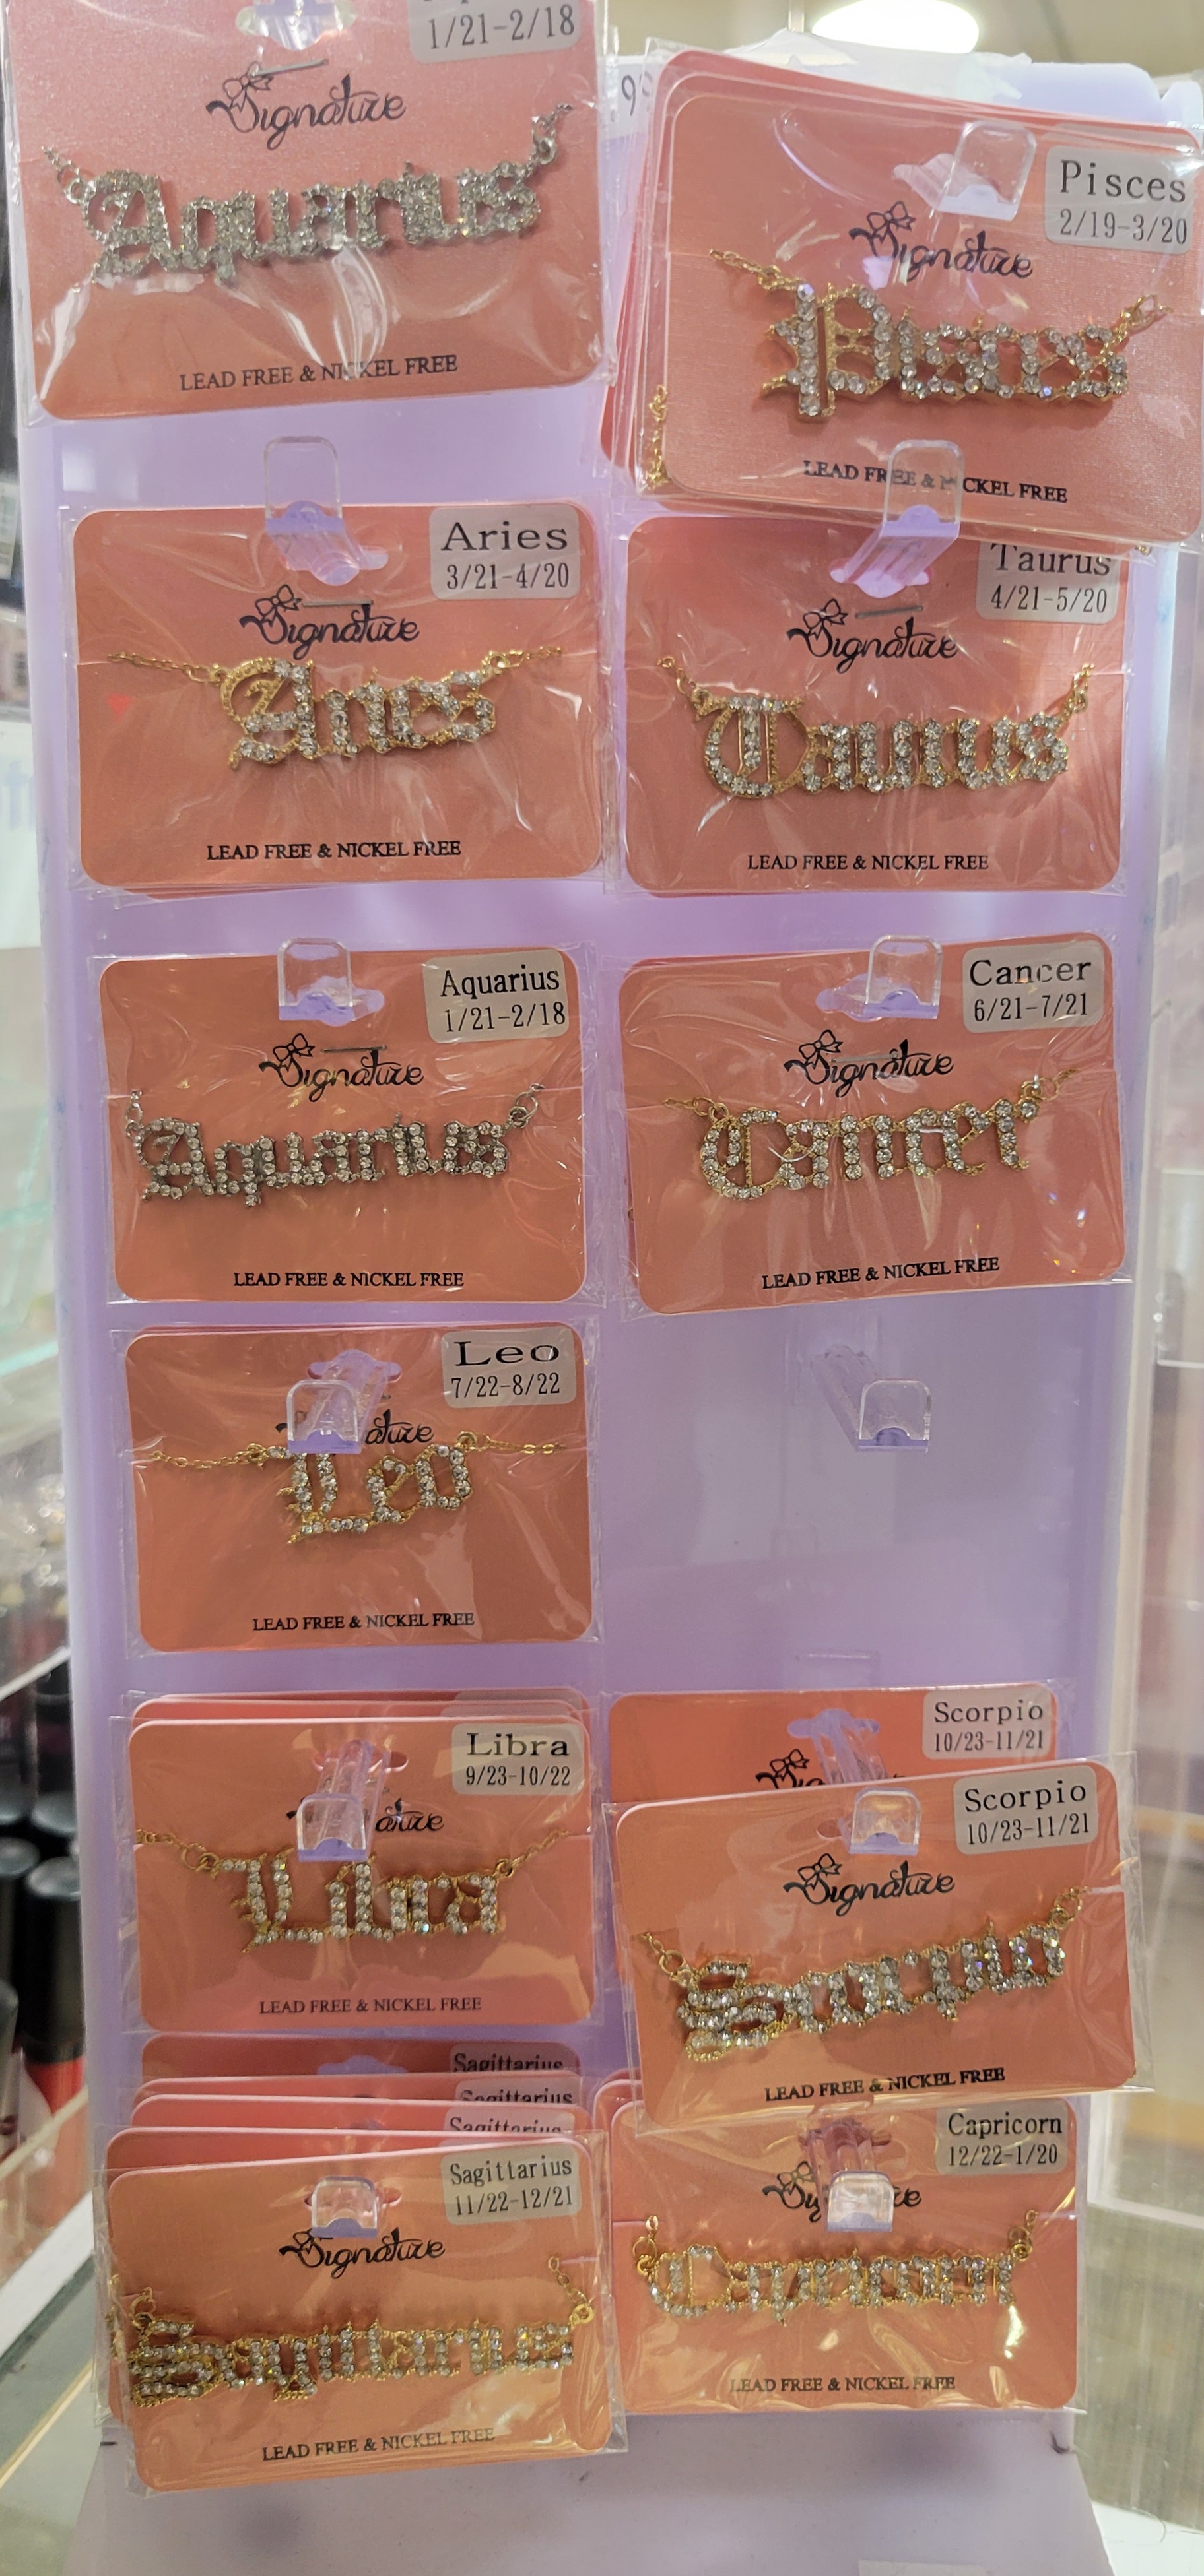 1/21-2/18
Signature
Aquarius
LEAD FREE & NICKEL FREE
Pisces
2/19-3/20
Signature
Pisces
LEAD FREE & NICKEL FREE
Aries
3/21-4/20
Signature
Aries
LEAD FREE & NICKEL FREE
Taurus
4/21-5/20
Signature
Taurus
LEAD FREE & NICKEL FREE
Aquarius
1/21-2/18
Signature
Aquarius
LEAD FREE & NICKEL FREE
Cancer
6/21-7/21
Signature
Cancer
LEAD FREE & NICKEL FREE
Leo
7/22-8/22
ature
Leo
LEAD FREE & NICKEL FREE
Libra
9/23-10/22
ature
Libra
LEAD FREE & NICKEL FREE
Scorpio
10/23-11/21
Scorpio
10/23-11/21
Signature
Scorpio
LEAD FREE & NICKEL FREE
Sagittarius
Sagittarius
Sagittarius
Sagittarius
11/22-12/21
Signature
Sagittarius
LEAD FREE & NICKEL FREE
Capricorn
12/22-1/20
Capricorn
LEAD FREE & NICKEL FREE